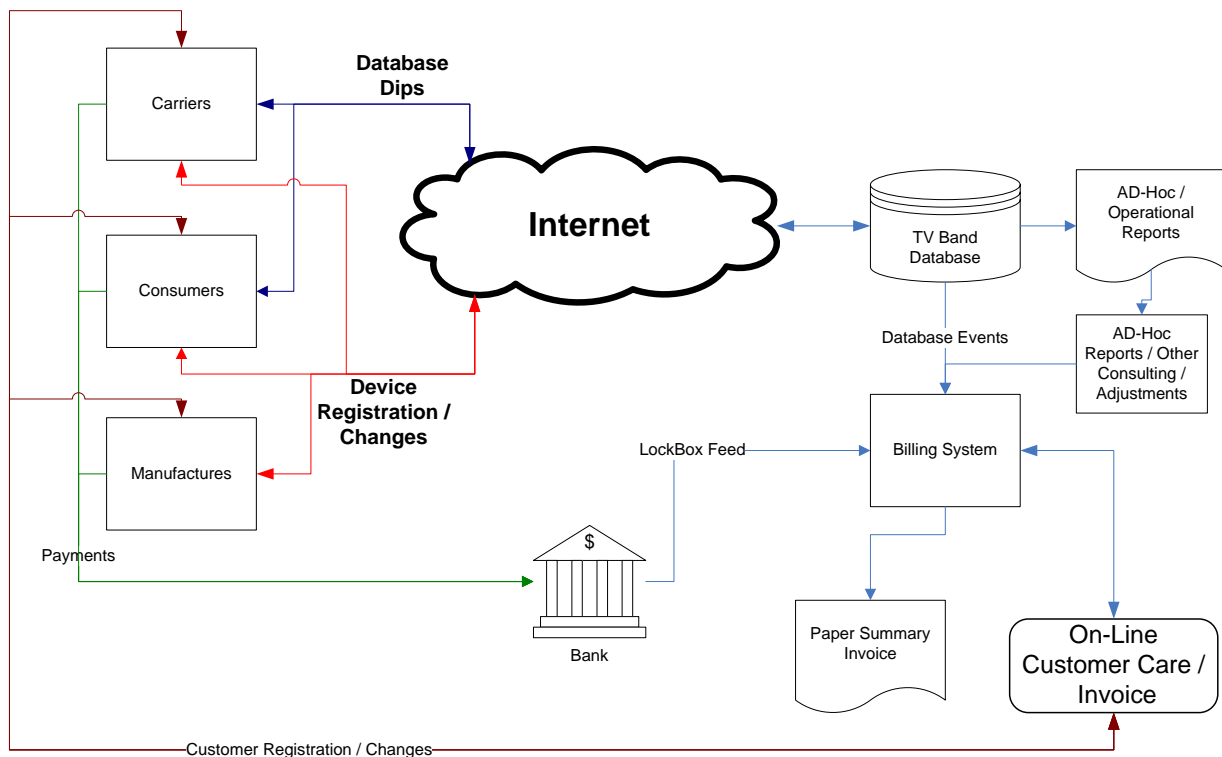 Database
Dips
Carriers
Internet
AD-Hoc /
Operational
Reports
TV Band
Database
Consumers
Database Events
AD-Hoc
Reports / Other
Consulting /
Adjustments
Device
Registration /
Changes
Manufactures
LockBox Feed
Billing System
Payments
$
Bank
Paper Summary
Invoice
On-Line
Customer Care /
Invoice
Customer Registration / Changes